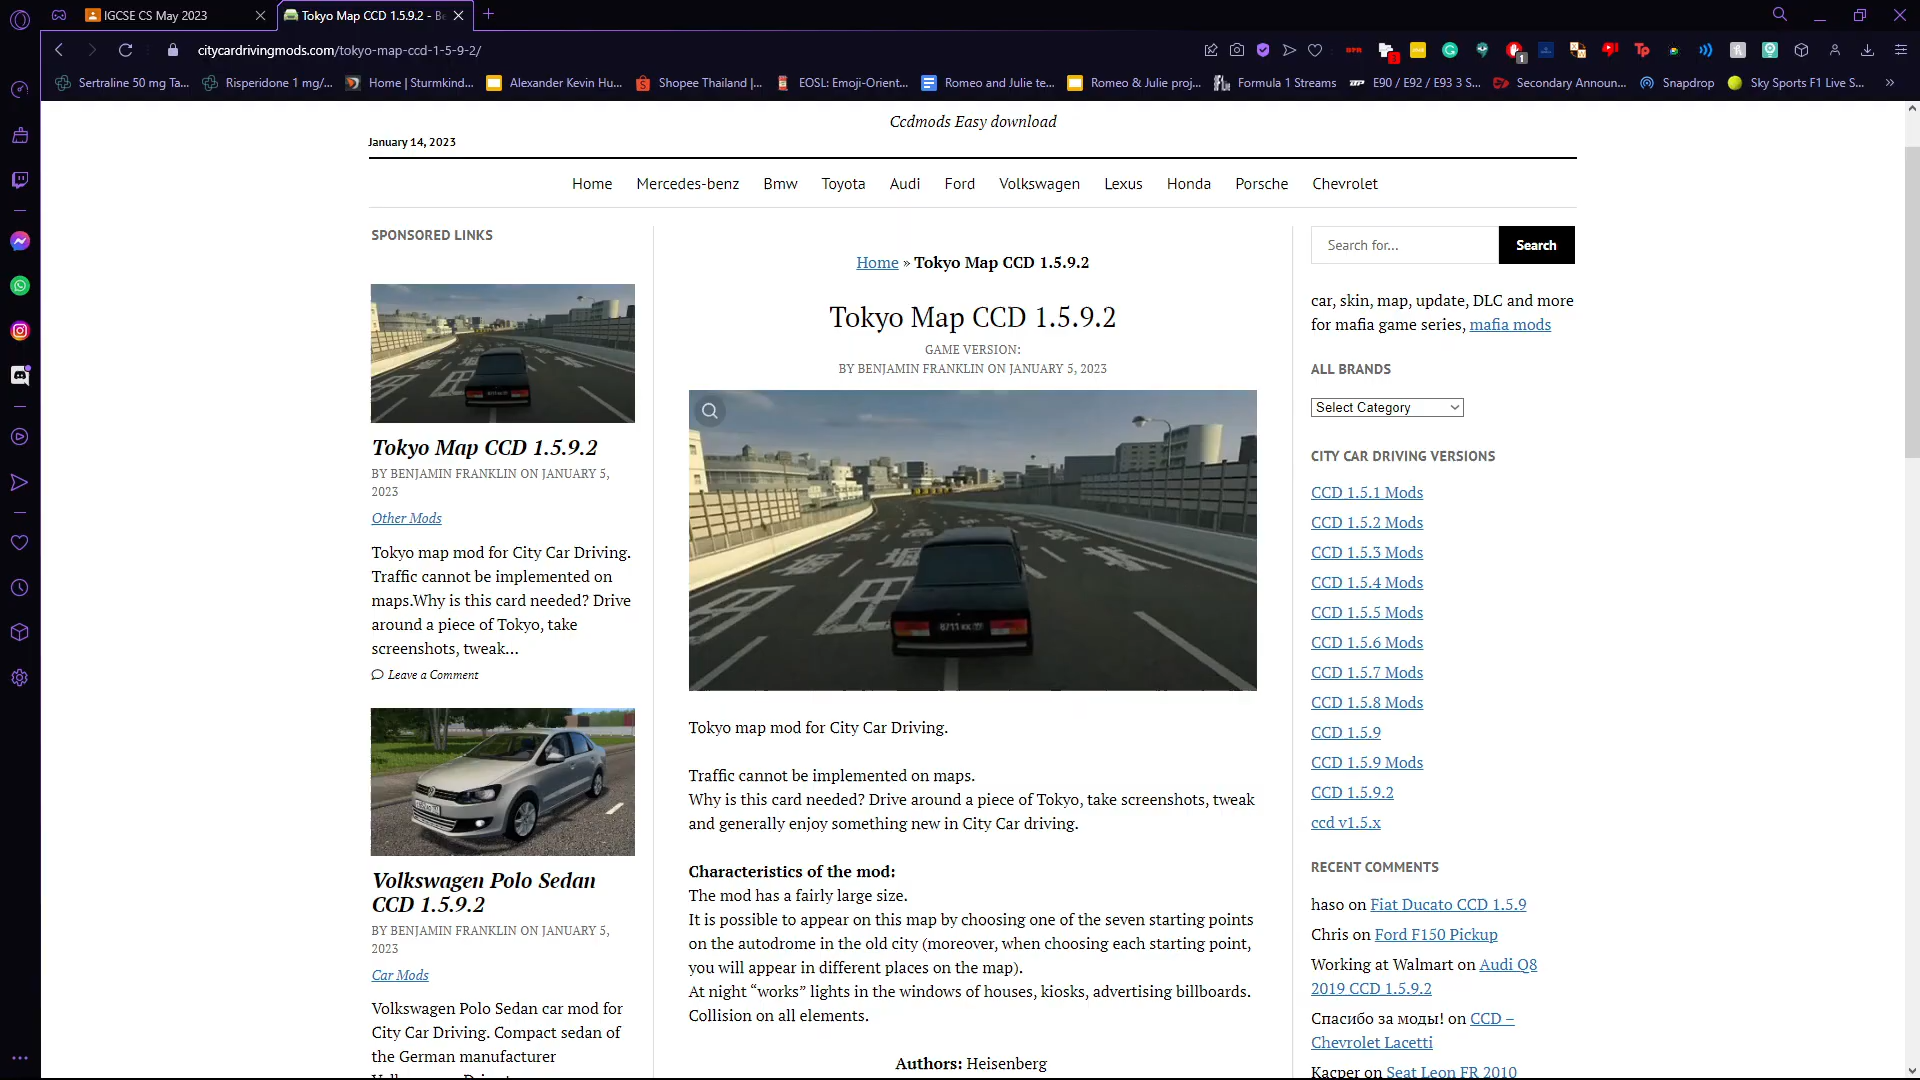 IGCSE CS May 2023
Tokyo Map CCD 1.5.9.2 - Be
citycardrivingmods.com/tokyo-map-ccd-1-5-9-2/
Sertraline 50 mg Ta...
Risperidone 1 mg/...
Home | Sturmkind...
Alexander Kevin Hu...
Shopee Thailand |...
EOSL: Emoji-Orient...
Romeo and Julie te...
Romeo & Julie proj...
Formula 1 Streams
E90 / E92 / E93 3 S...
Secondary Announ...
Snapdrop
Sky Sports F1 Live S...
Ccdmods Easy download
January 14, 2023
Home Mercedes-benz Bmw Toyota Audi Ford Volkswagen Lexus Honda Porsche Chevrolet
SPONSORED LINKS
Tokyo Map CCD 1.5.9.2
BY BENJAMIN FRANKLIN ON JANUARY 5,
2023
Other Mods
Tokyo map mod for City Car Driving.
Traffic cannot be implemented on
maps.Why is this card needed? Drive
around a piece of Tokyo, take
screenshots, tweak...
Leave a Comment
Volkswagen Polo Sedan
CCD 1.5.9.2
BY BENJAMIN FRANKLIN ON JANUARY 5,
2023
Car Mods
Volkswagen Polo Sedan car mod for
City Car Driving. Compact sedan of
the German manufacturer
Home » Tokyo Map CCD 1.5.9.2
Tokyo Map CCD 1.5.9.2
GAME VERSION:
BY BENJAMIN FRANKLIN ON JANUARY 5, 2023
Tokyo map mod for City Car Driving.
Traffic cannot be implemented on maps.
Why is this card needed? Drive around a piece of Tokyo, take screenshots, tweak
and generally enjoy something new in City Car driving.
Characteristics of the mod:
The mod has a fairly large size.
It is possible to appear on this map by choosing one of the seven starting points
on the autodrome in the old city (moreover, when choosing each starting point,
you will appear in different places on the map).
At night “works” lights in the windows of houses, kiosks, advertising billboards.
Collision on all elements.
Authors: Heisenberg
Search for...
Search
car, skin, map, update, DLC and more
for mafia game series, mafia mods
ALL BRANDS
Select Category
CITY CAR DRIVING VERSIONS
CCD 1.5.1 Mods
CCD 1.5.2 Mods
CCD 1.5.3 Mods
CCD 1.5.4 Mods
CCD 1.5.5 Mods
CCD 1.5.6 Mods
CCD 1.5.7 Mods
CCD 1.5.8 Mods
CCD 1.5.9
CCD 1.5.9 Mods
CCD 1.5.9.2
ccd v1.5.x
RECENT COMMENTS
haso on Fiat Ducato CCD 1.5.9
Chris on Ford F150 Pickup
Working at Walmart on Audi Q8
2019 CCD 1.5.9.2
Спасибо за моды! on CCD –
Chevrolet Lacetti
Kacper on Seat Leon FR 2010